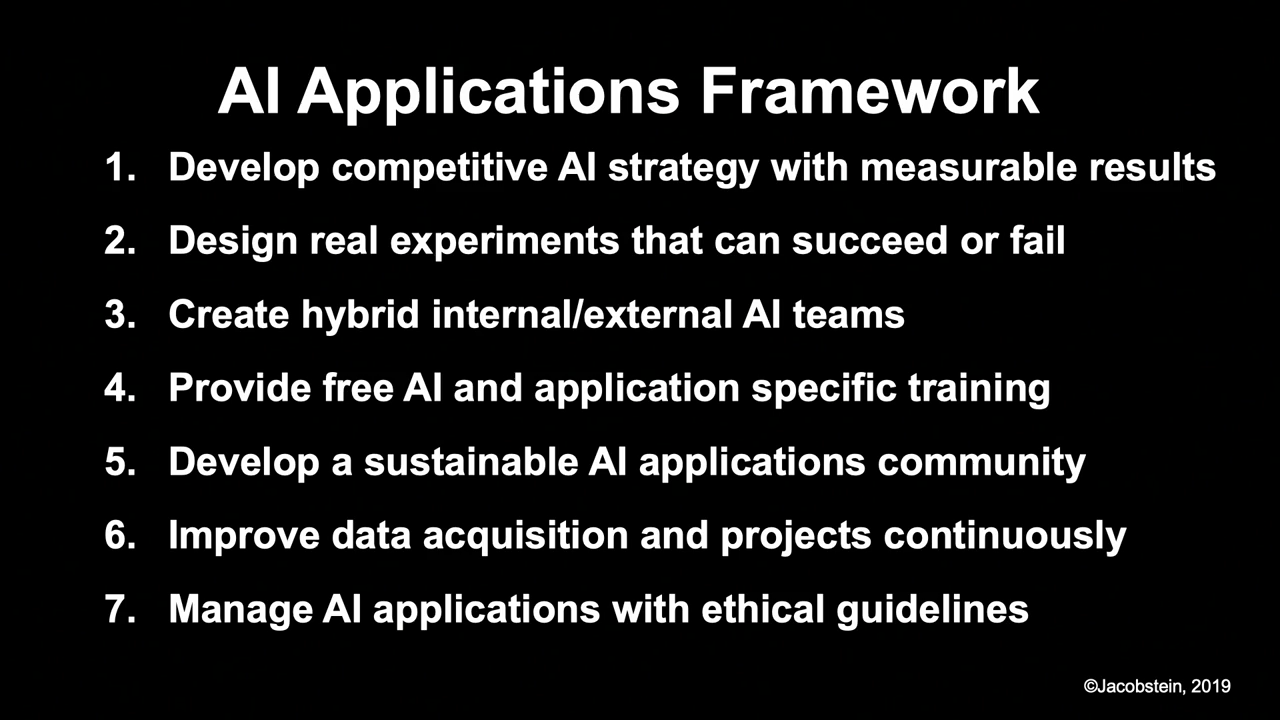 AI Applications Framework
1. Develop competitive AI strategy with measurable results
2. Design real experiments that can succeed or fail
3. Create hybrid internal/external AI teams
4. Provide free AI and application specific training
5. Develop a sustainable AI applications community
6. Improve data acquisition and projects continuously
7. Manage AI applications with ethical guidelines
©Jacobstein, 2019